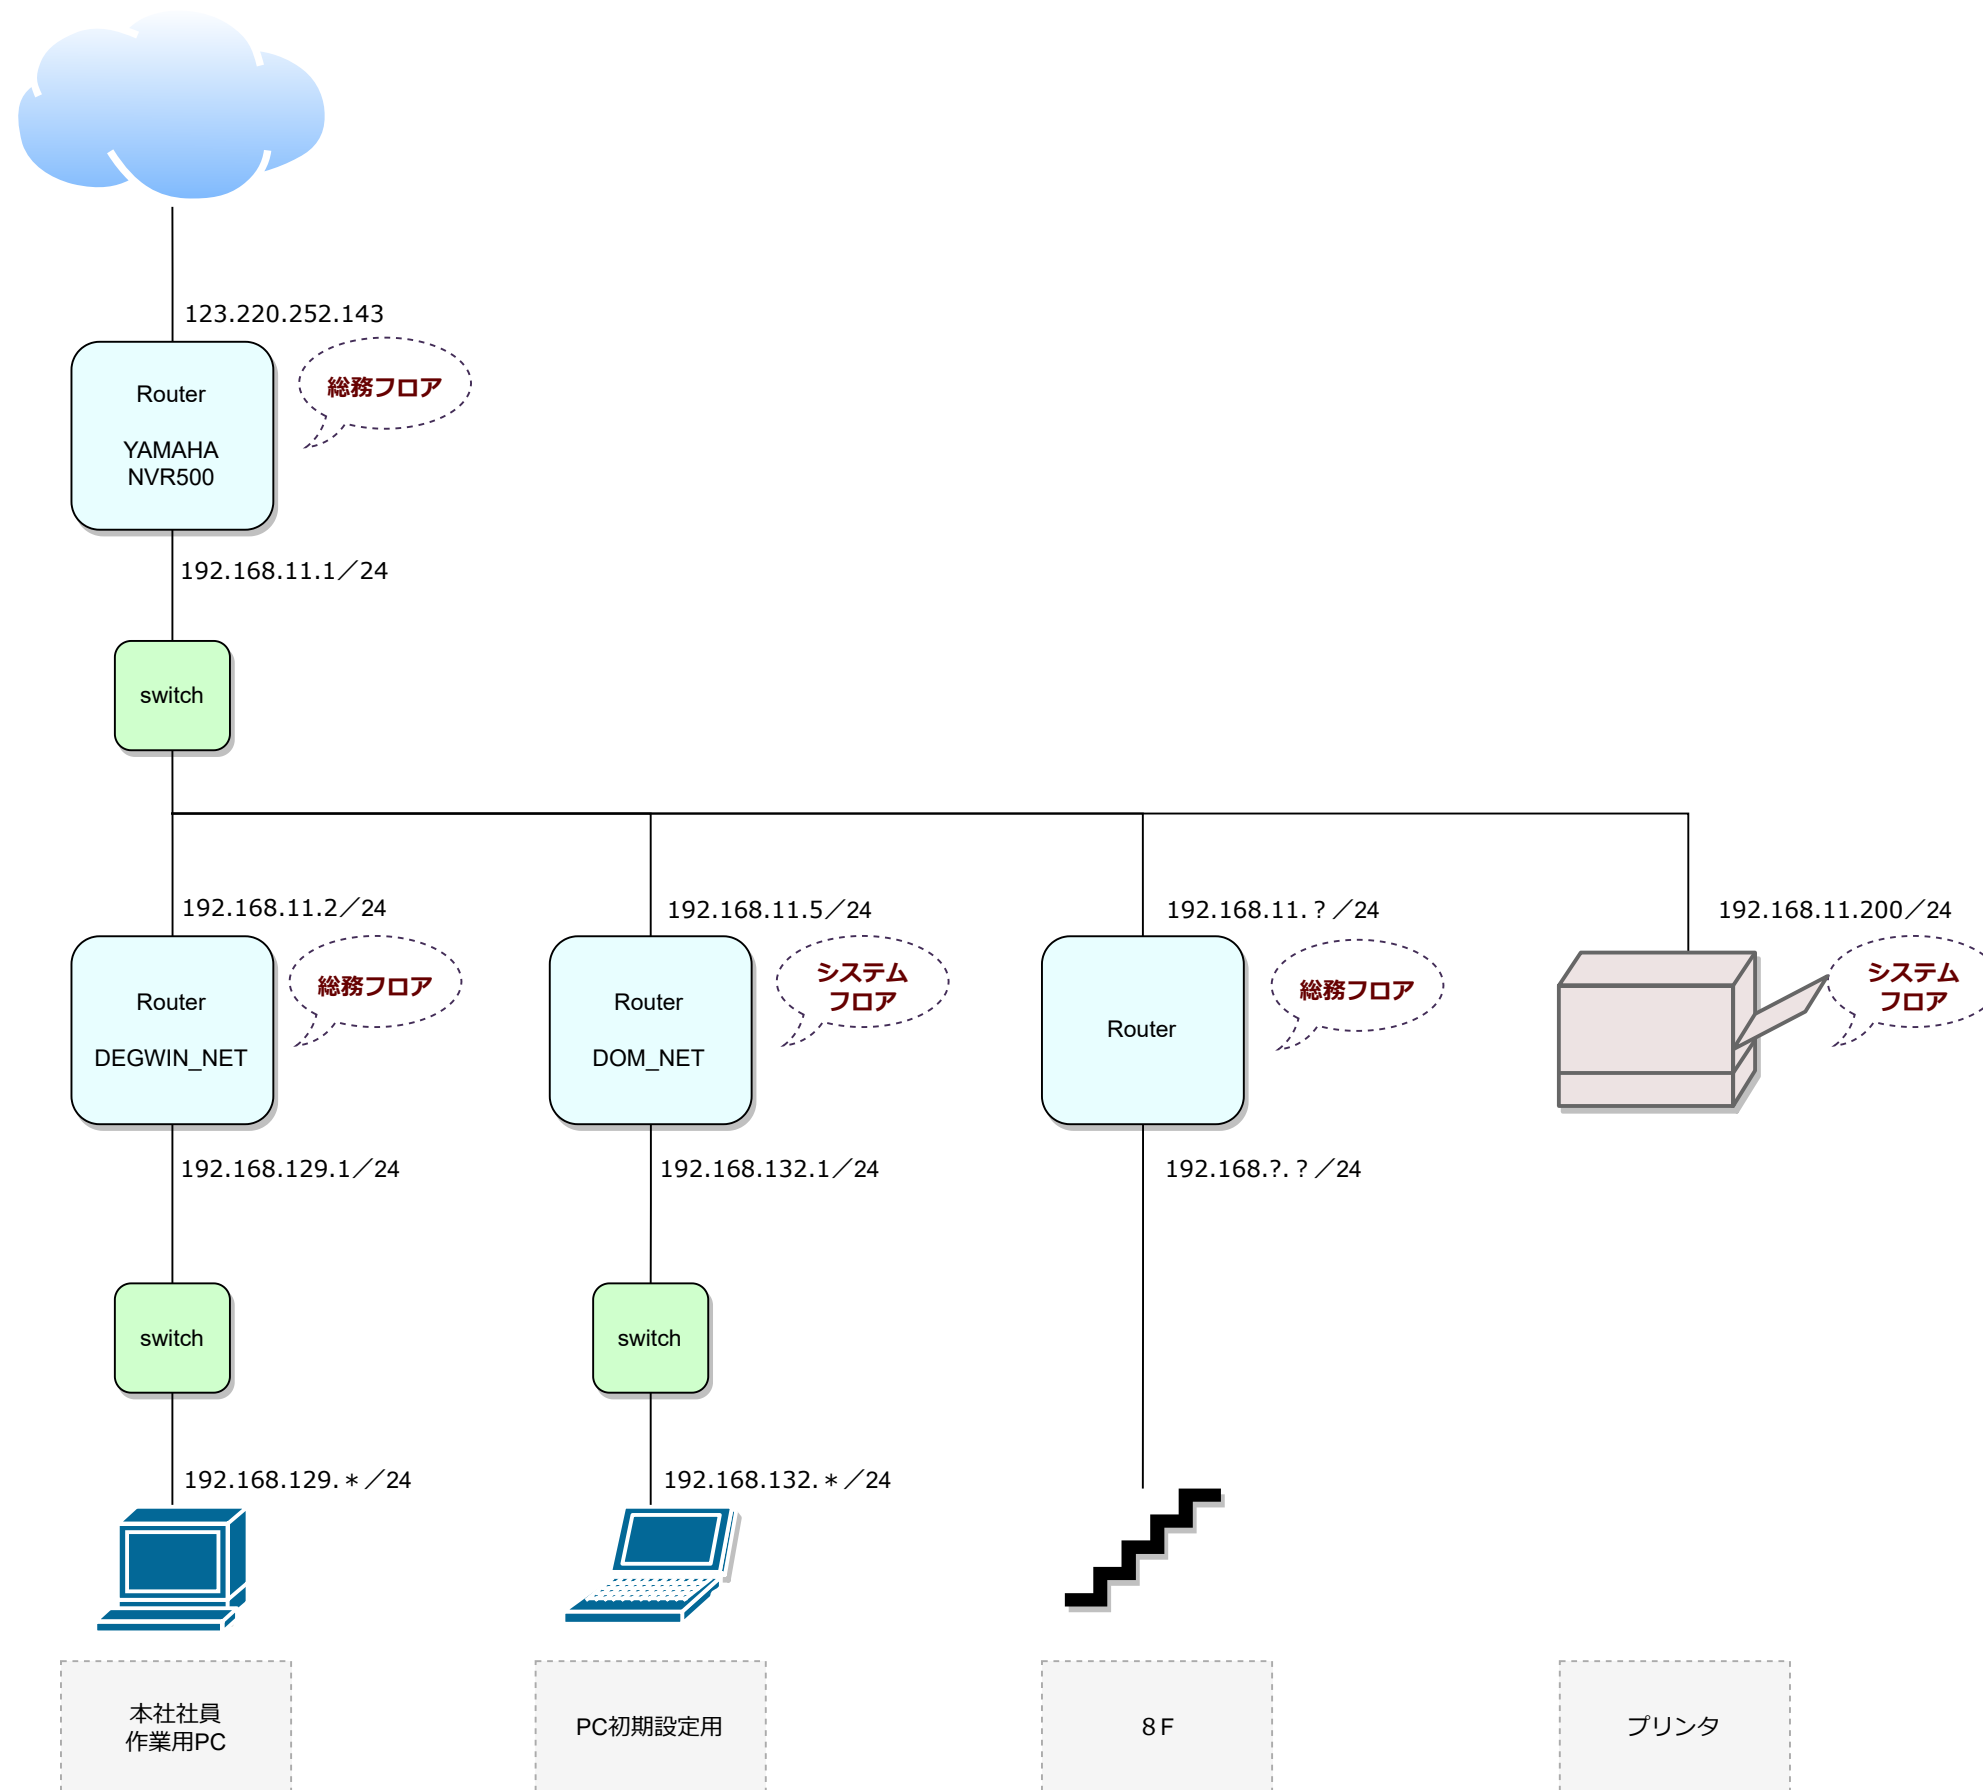 123.220.252.143
Router
YAMAHA
NVR500
総務フロア
192.168.11.1／24
switch
192.168.11.2／24
192.168.11.5／24
192.168.11.？／24
192.168.11.200／24
Router
DEGWIN_NET
総務フロア
Router
DOM_NET
システム
フロア
Router
総務フロア
システム
フロア
192.168.129.1／24
192.168.132.1／24
192.168.?.？／24
switch
switch
192.168.129.＊／24
192.168.132.＊／24
本社社員
作業用PC
PC初期設定用
８F
プリンタ